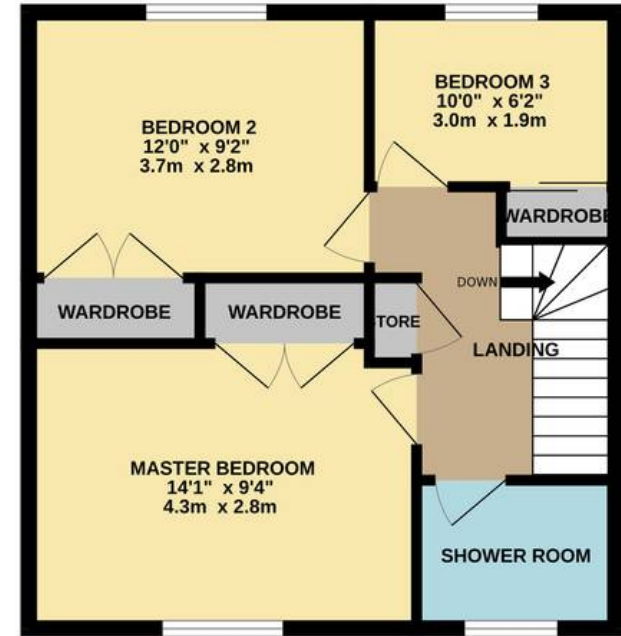 BEDROOM 2
12'0" x 9'2"
3.7m x 2.8m
BEDROOM 3
10'0" x 6'2"
3.0m x 1.9m
WARDROBE
DOWN
WARDROBE
WARDROBE
TORE
LANDING
MASTER BEDROOM
14'1" x 9'4"
4.3m x 2.8m
SHOWER ROOM